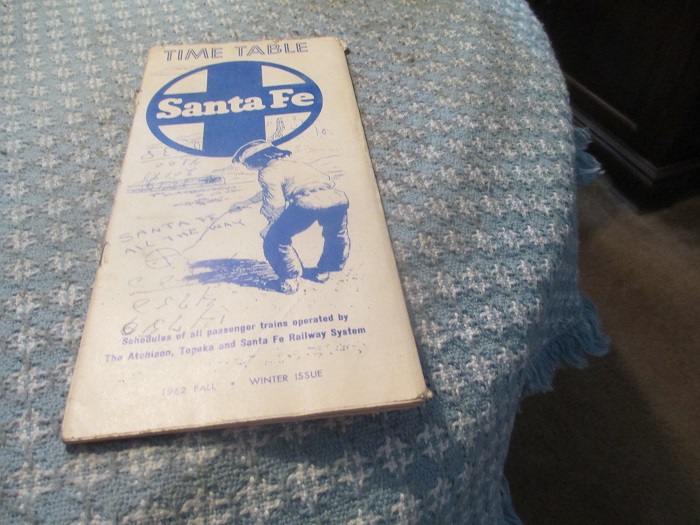 TIME TABLE
Santa Fe
SANTA FE
ALL THE WAY
Schedules of all passenger trains operated by
The Atchison, Topeka and Santa Fe Railway System
1962 FALL • WINTER ISSUE